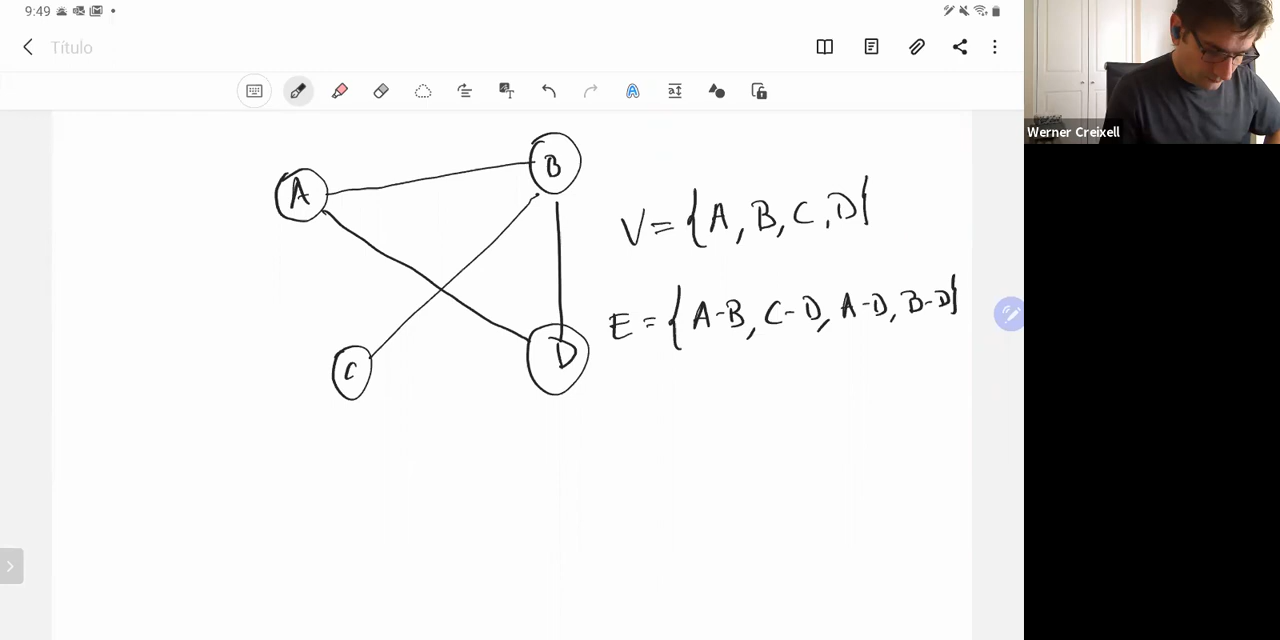 9:49
Título
Werner Creixell
A
B
V={A,B,C,D}
E={A-B, C-D, A-D, B-D}
C
D